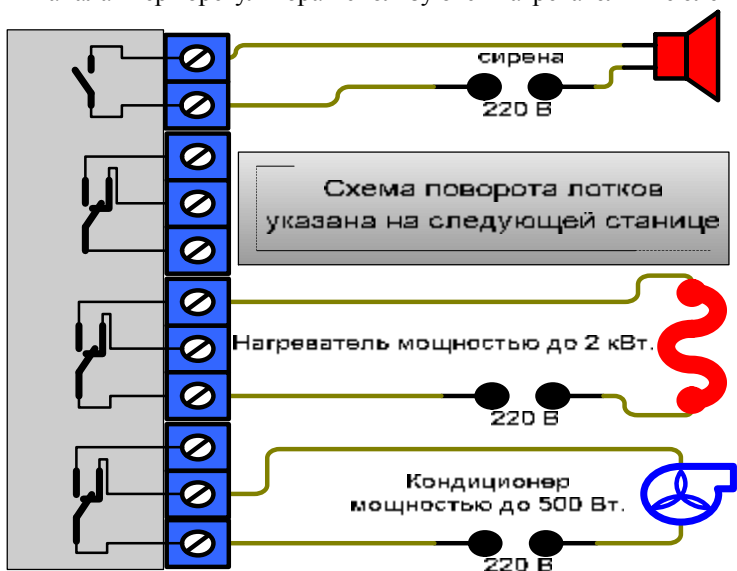 сирена
220 В
Схема поворота лотков
указана на следующей станице
Нагреватель мощностью до 2 кВт.
220 В
Кондиционер
мощностью до 500 Вт.
220 В